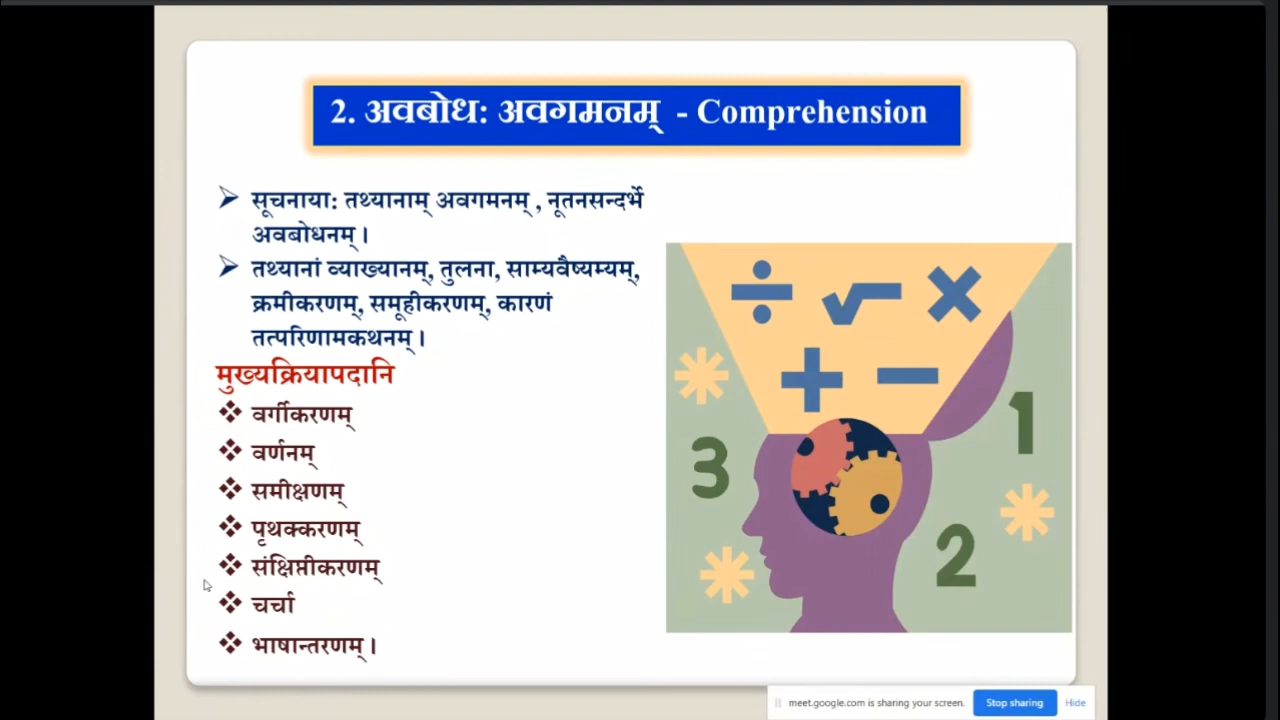 2. अवबोध: अवगमनम् - Comprehension
सूचनाया: तथ्यानाम् अवगमनम् , नूतनसन्दर्भे
अवबोधनम् ।
तथ्यानां व्याख्यानम्, तुलना, साम्यवैष्यम्यम्,
क्रमीकरणम्, समूहीकरणम्, कारणं
तत्परिणामकथनम् ।
मुख्यक्रियापदानि
वर्गीकरणम्
वर्णनम्
समीक्षणम्
पृथक्करणम्
संक्षिप्तीकरणम्
चर्चा
भाषान्तरणम् ।
÷ √ ×
+ −
1
3
2
meet.google.com is sharing your screen. Stop sharing Hide